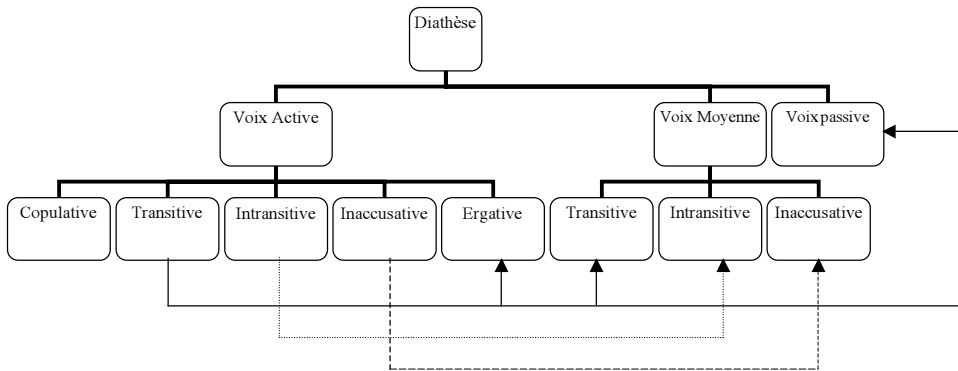 Diathèse
Voix Active
Voix Moyenne
Voix passive
Copulative
Transitive
Intransitive
Inaccusative
Ergative
Transitive
Intransitive
Inaccusative